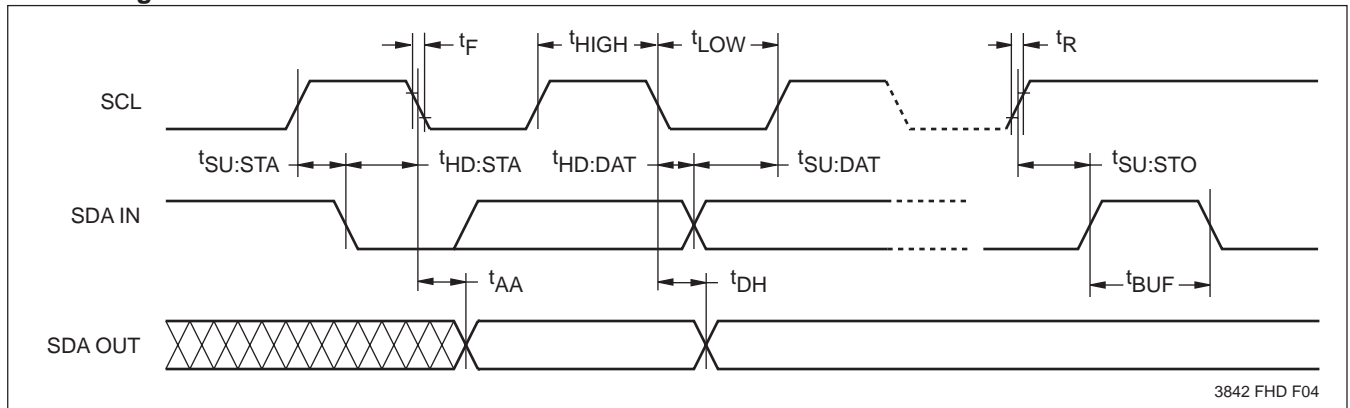 tF
tHIGH
tLOW
tR
SCL
tSU:STA
tHD:STA
tHD:DAT
tSU:DAT
tSU:STO
SDA IN
tAA
tDH
tBUF
SDA OUT
3842 FHD F04